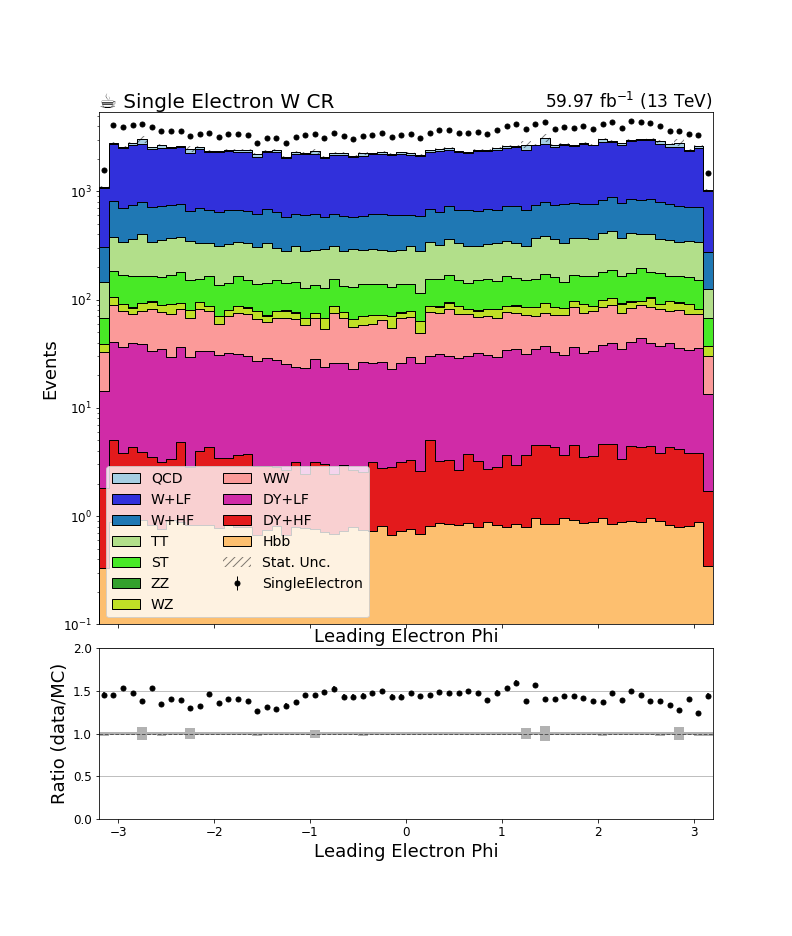 ☕ Single Electron W CR
59.97 fb⁻¹ (13 TeV)
Events
10³
10²
10¹
10⁰
10⁻¹
QCD
W+LF
W+HF
TT
ST
ZZ
WZ
WW
DY+LF
DY+HF
Hbb
Stat. Unc.
SingleElectron
Leading Electron Phi
Ratio (data/MC)
2.0
1.5
1.0
0.5
0.0
−3 −2 −1 0 1 2 3
Leading Electron Phi